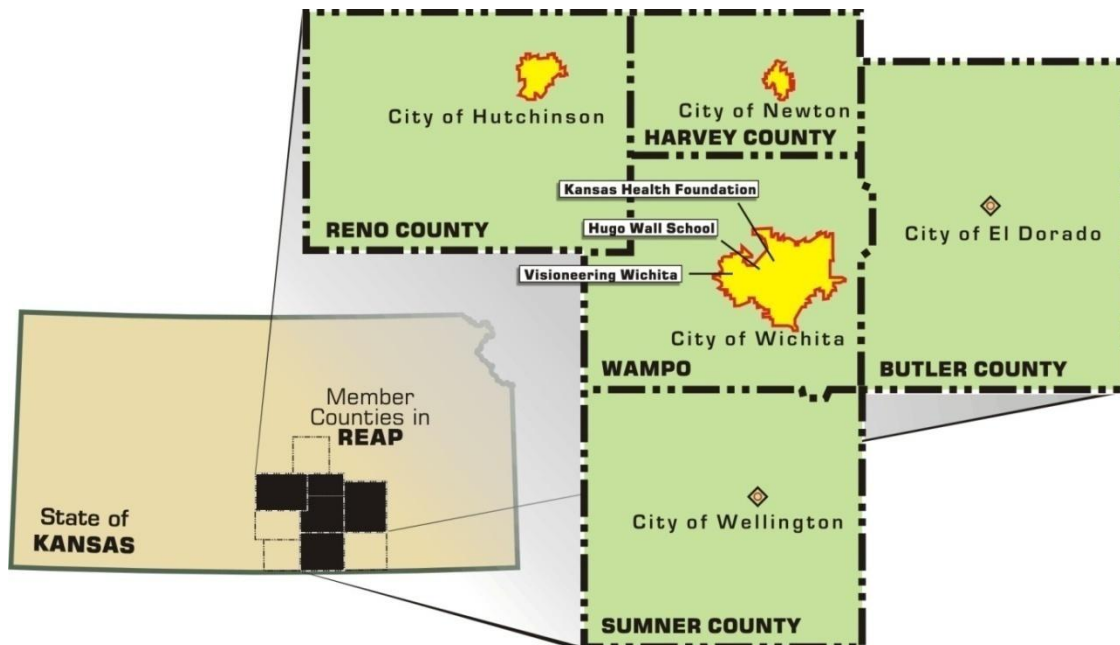 City of Hutchinson
RENO COUNTY
City of Newton
HARVEY COUNTY
Kansas Health Foundation
Hugo Wall School
Visioneering Wichita
City of Wichita
WAMPO
City of El Dorado
BUTLER COUNTY
Member
Counties in
REAP
State of
KANSAS
City of Wellington
SUMNER COUNTY